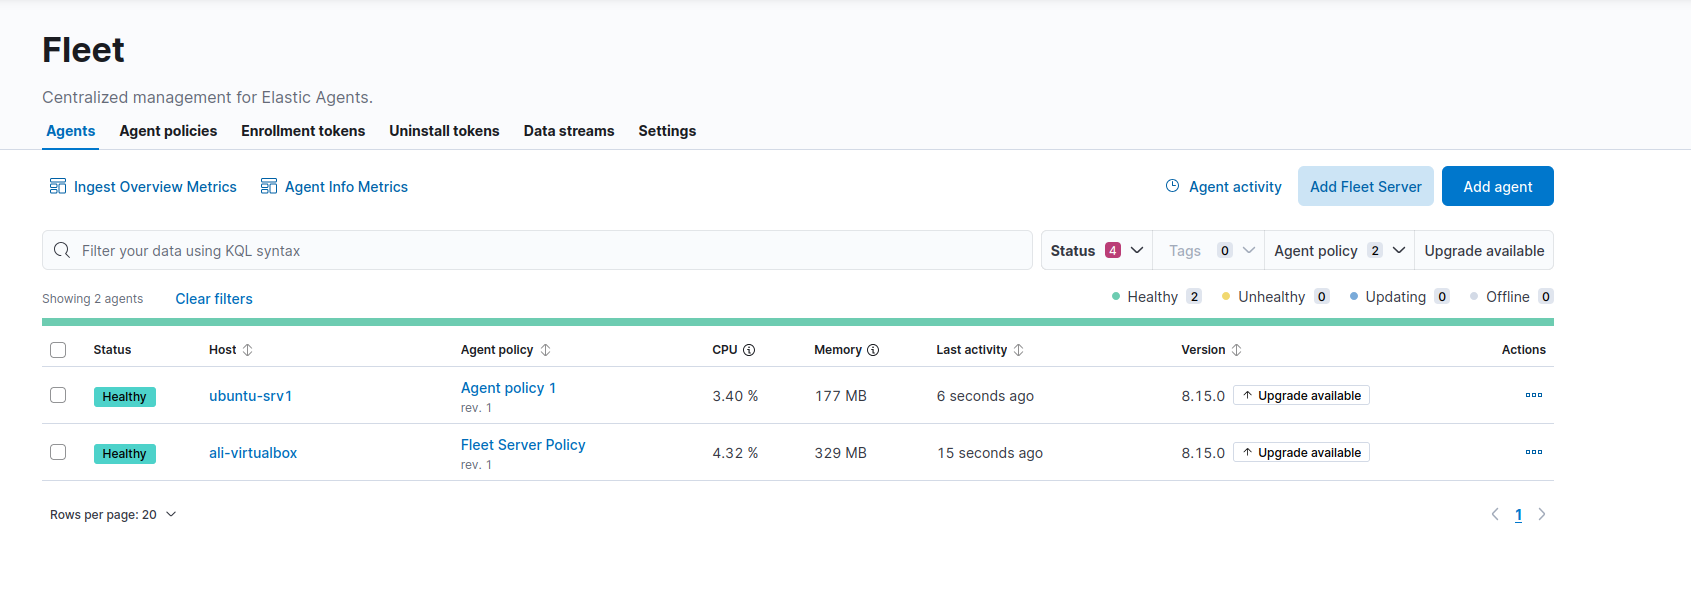 Fleet
Centralized management for Elastic Agents.
Agents Agent policies Enrollment tokens Uninstall tokens Data streams Settings
Ingest Overview Metrics Agent Info Metrics Agent activity Add Fleet Server Add agent
Filter your data using KQL syntax Status 4 Tags 0 Agent policy 2 Upgrade available
Showing 2 agents Clear filters Healthy 2 Unhealthy 0 Updating 0 Offline 0
Status Host Agent policy CPU Memory Last activity Version Actions
Healthy ubuntu-srv1 Agent policy 1 3.40 % 177 MB 6 seconds ago 8.15.0 Upgrade available
rev. 1
Healthy ali-virtualbox Fleet Server Policy 4.32 % 329 MB 15 seconds ago 8.15.0 Upgrade available
rev. 1
Rows per page: 20 1